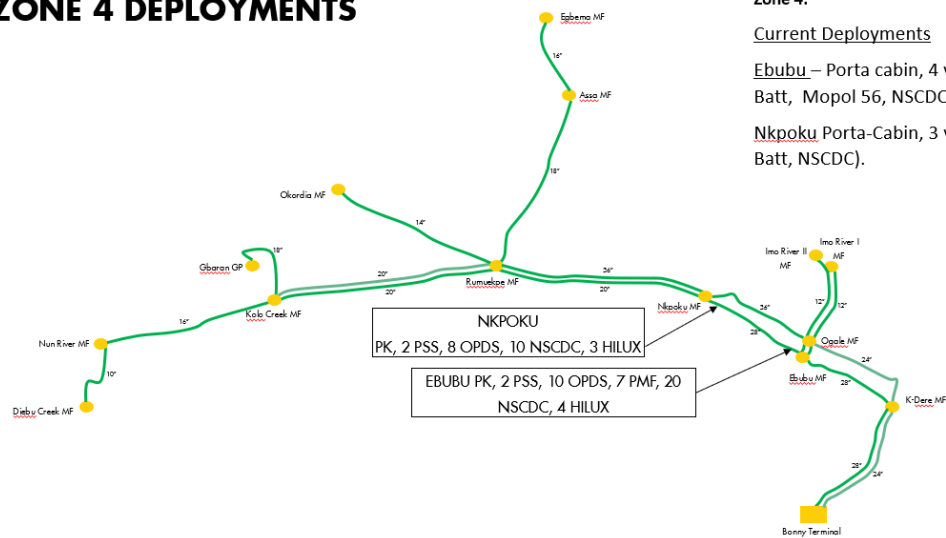 ZONE 4 DEPLOYMENTS
Zone 4:
Current Deployments
Ebubu – Porta cabin, 4 v
Batt, Mopol 56, NSCDC
Nkpoku Porta-Cabin, 3 v
Batt, NSCDC).
Egbema MF
16"
Assa MF
18"
Okordia MF
14"
Imo River I
MF
Imo River II
MF
18"
Gbaran GP
20"
20"
Rumuekpe MF
36"
20"
Kolo Creek MF
Nkpoku MF
36"
28"
12"
12"
16"
Nun River MF
10"
Diebu Creek MF
NKPOKU
PK, 2 PSS, 8 OPDS, 10 NSCDC, 3 HILUX
EBUBU PK, 2 PSS, 10 OPDS, 7 PMF, 20
NSCDC, 4 HILUX
Ogale MF
24"
Ebubu MF
28"
K-Dere MF
28"
24"
Bonny Terminal